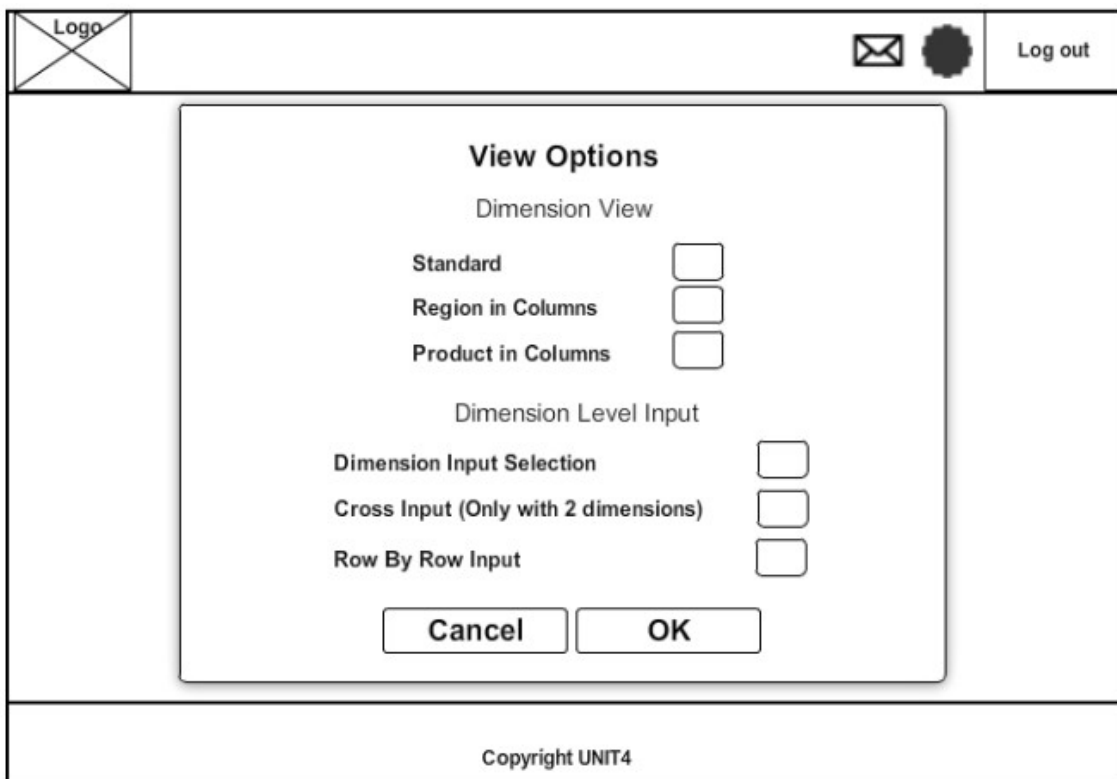 Logo
Log out
View Options
Dimension View
Standard
Region in Columns
Product in Columns
Dimension Level Input
Dimension Input Selection
Cross Input (Only with 2 dimensions)
Row By Row Input
Cancel OK
Copyright UNIT4